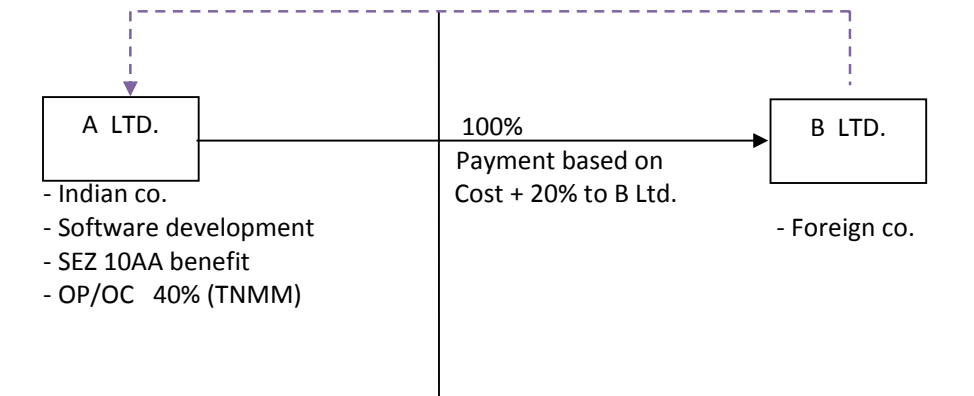 A LTD.
100%
B LTD.
Payment based on
Cost + 20% to B Ltd.
- Indian co.
- Software development
- Foreign co.
- SEZ 10AA benefit
- OP/OC 40% (TNMM)